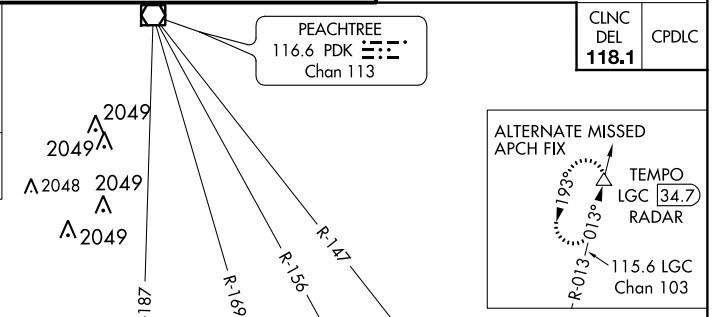 PEACHTREE
116.6 PDK
Chan 113
CLNC
DEL
118.1
CPDLC
2049
2049
2048
2049
2049
ALTERNATE MISSED
APCH FIX
193°
013°
TEMPO
LGC 34.7
RADAR
R-013
115.6 LGC
Chan 103
R-147
R-156
R-169
-187